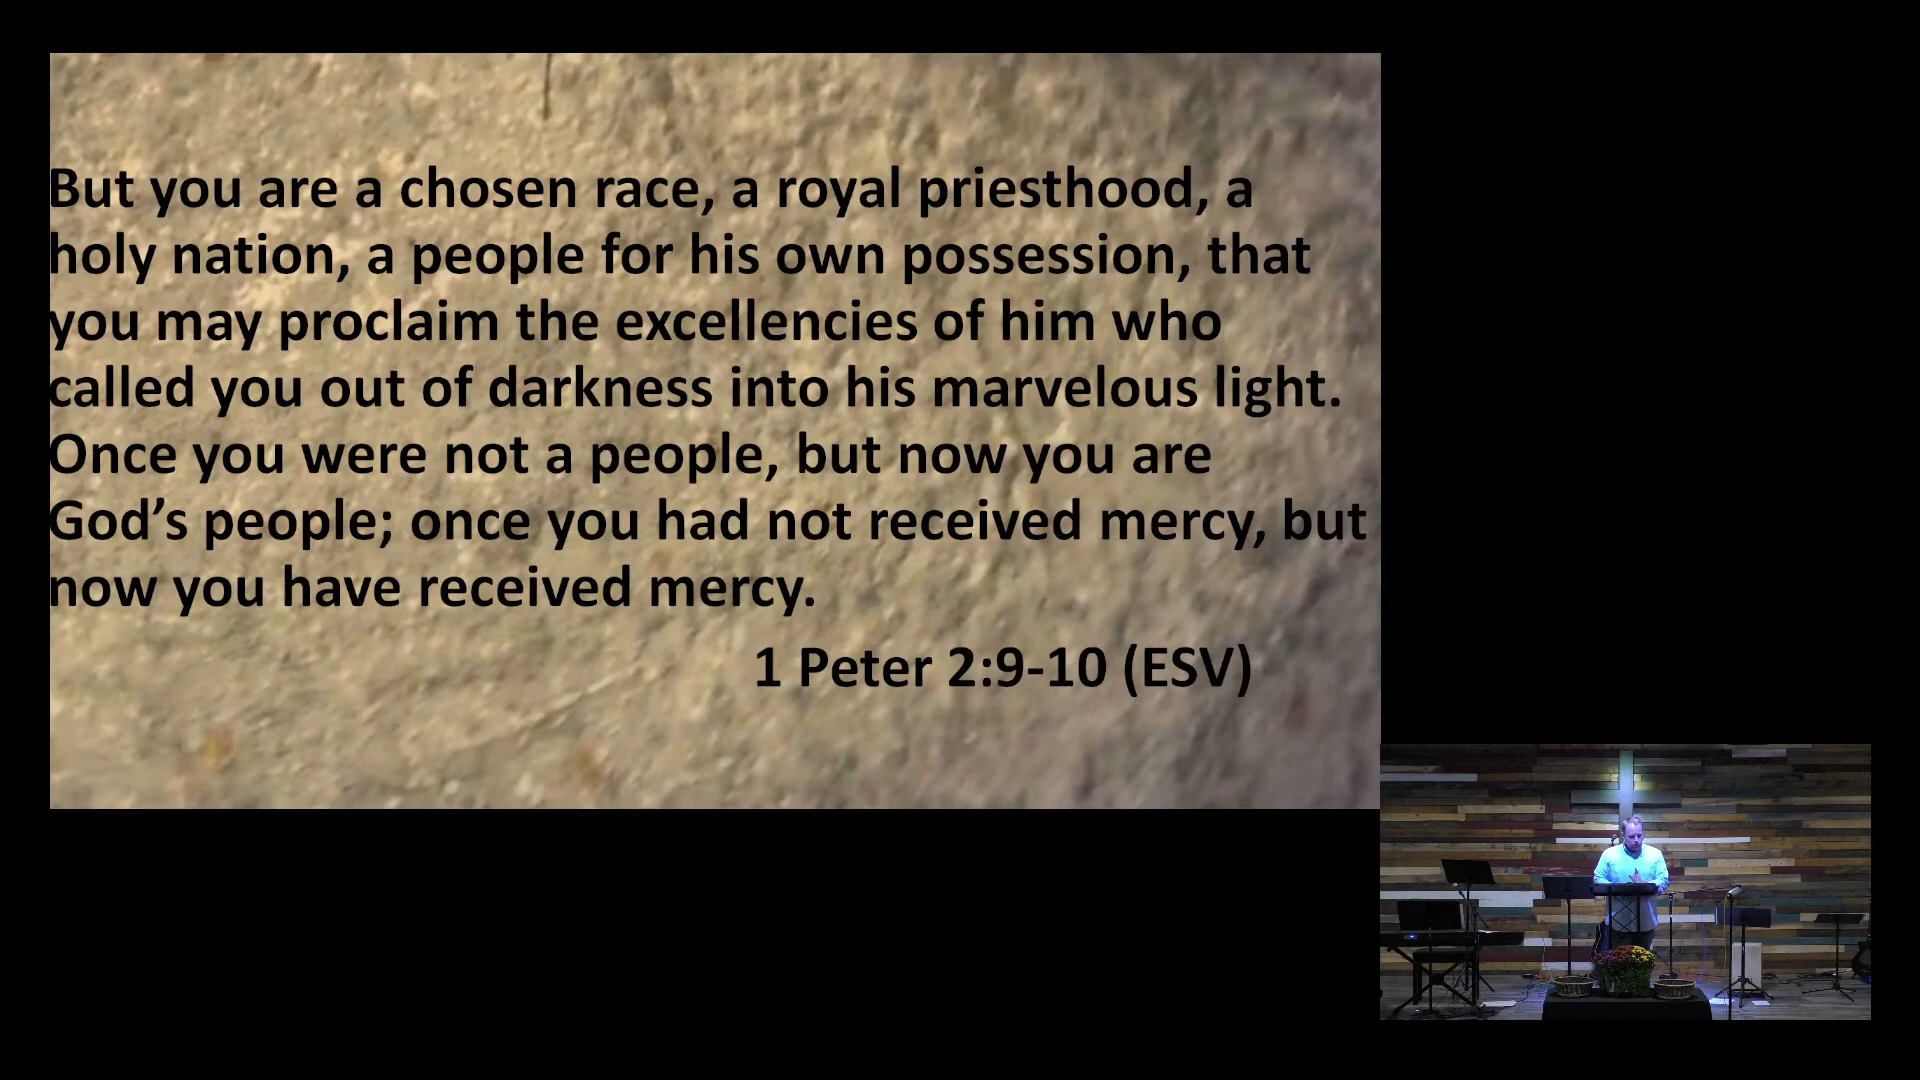 But you are a chosen race, a royal priesthood, a
holy nation, a people for his own possession, that
you may proclaim the excellencies of him who
called you out of darkness into his marvelous light.
Once you were not a people, but now you are
God’s people; once you had not received mercy, but
now you have received mercy.
1 Peter 2:9-10 (ESV)